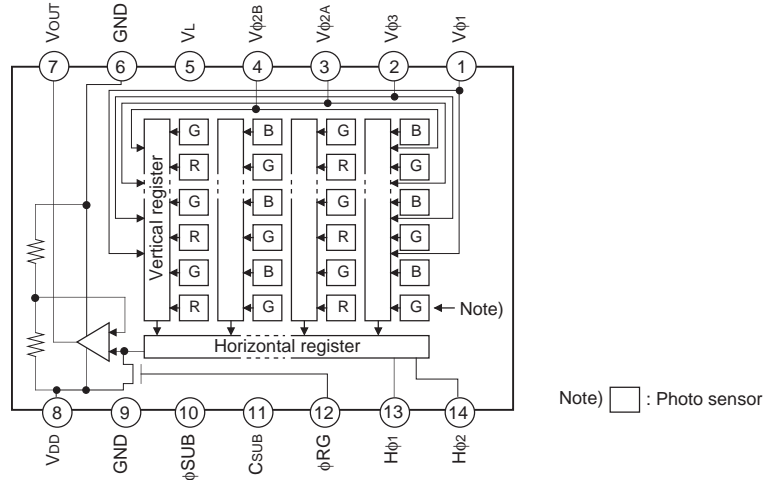 VOUT GND VL Vϕ2B Vϕ2A Vϕ3 Vϕ1
7 6 5 4 3 2 1
G B G B
R G R G
G B G B
R G R G
G B G B
R G R G
Vertical register
Note)
Horizontal register
Note) : Photo sensor
8 9 10 11 12 13 14
VDD GND ϕSUB CSUB ϕRG Hϕ1 Hϕ2